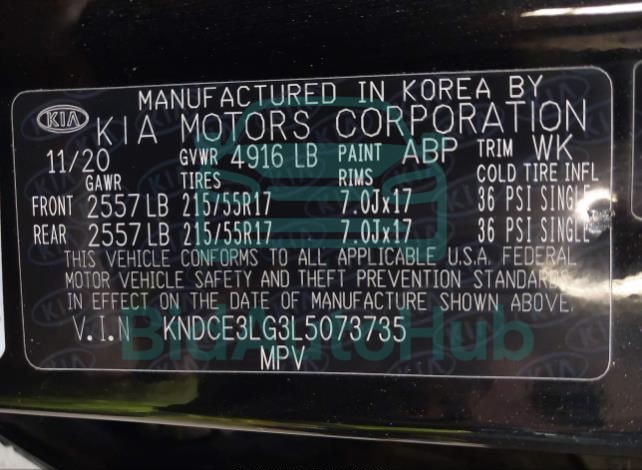 MANUFACTURED IN KOREA BY
KIA KIA MOTORS CORPORATION
11/20 GVWR 4916 LB PAINT ABP TRIM WK
GAWR TIRES RIMS COLD TIRE INFL
FRONT 2557 LB 215/55R17 7.0Jx17 36 PSI SINGLE
REAR 2557 LB 215/55R17 7.0Jx17 36 PSI SINGLE
THIS VEHICLE CONFORMS TO ALL APPLICABLE U.S.A. FEDERAL
MOTOR VEHICLE SAFETY AND THEFT PREVENTION STANDARDS
IN EFFECT ON THE DATE OF MANUFACTURE SHOWN ABOVE.
V.I.N KNDCE3LG3L5073735
BidAutoHub
MPV